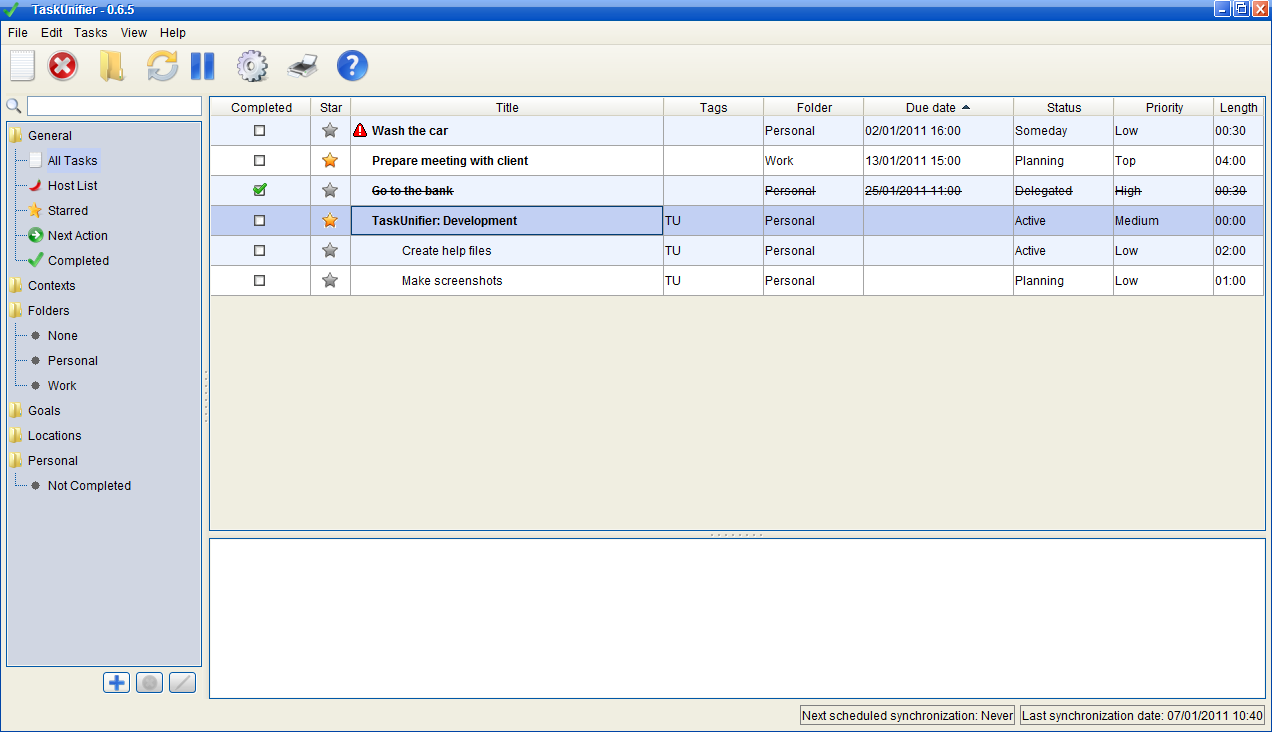 TaskUnifier - 0.6.5
File Edit Tasks View Help
?
Completed Star Title Tags Folder Due date Status Priority Length
General
All Tasks
Host List
Starred
Next Action
Completed
Contexts
Folders
None
Personal
Work
Goals
Locations
Personal
Not Completed
Wash the car Personal 02/01/2011 16:00 Someday Low 00:30
Prepare meeting with client Work 13/01/2011 15:00 Planning Top 04:00
Go to the bank Personal 25/01/2011 11:00 Delegated High 00:30
TaskUnifier: Development TU Personal Active Medium 00:00
Create help files TU Personal Active Low 02:00
Make screenshots TU Personal Planning Low 01:00
Next scheduled synchronization: Never Last synchronization date: 07/01/2011 10:40